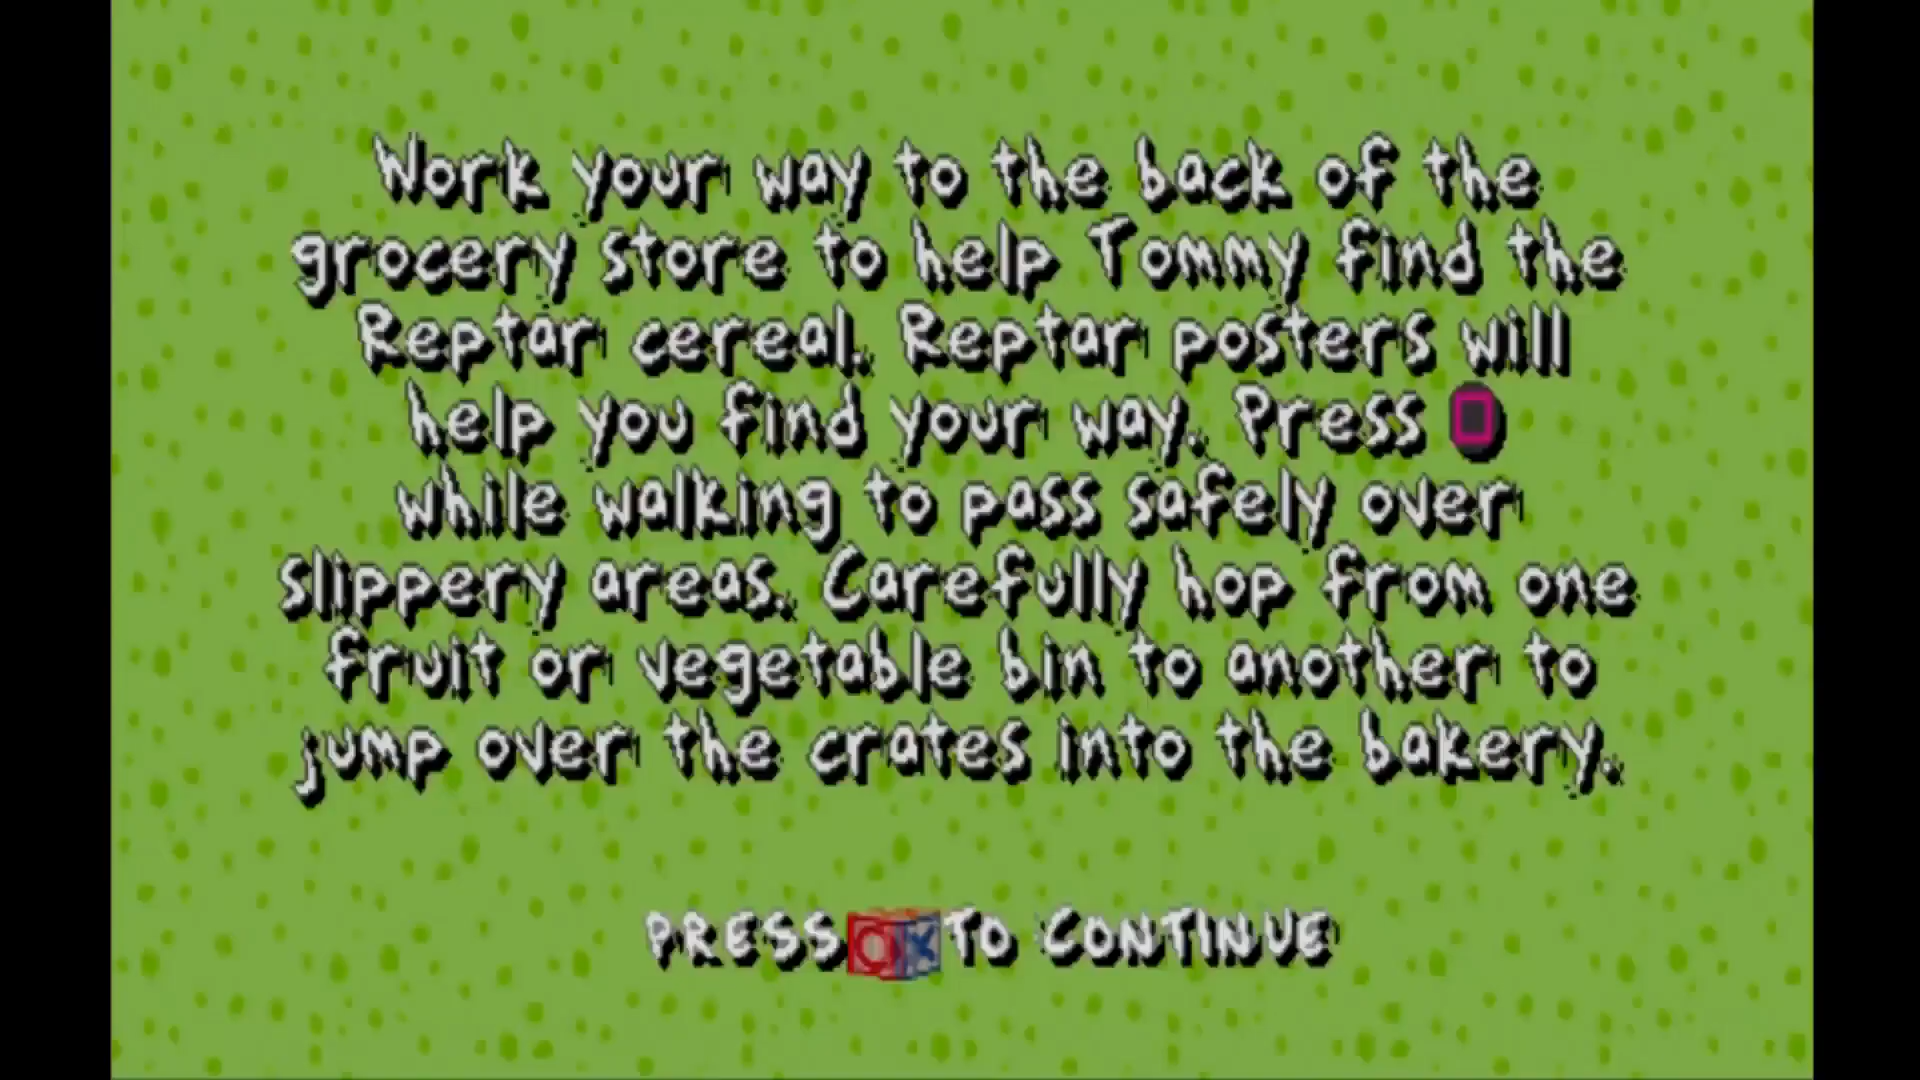 Work your way to the back of the
grocery store to help Tommy find the
Reptar cereal. Reptar posters will
help you find your way. Press □
while walking to pass safely over
slippery areas. Carefully hop from one
fruit or vegetable bin to another to
jump over the crates into the bakery.
PRESS X TO CONTINUE